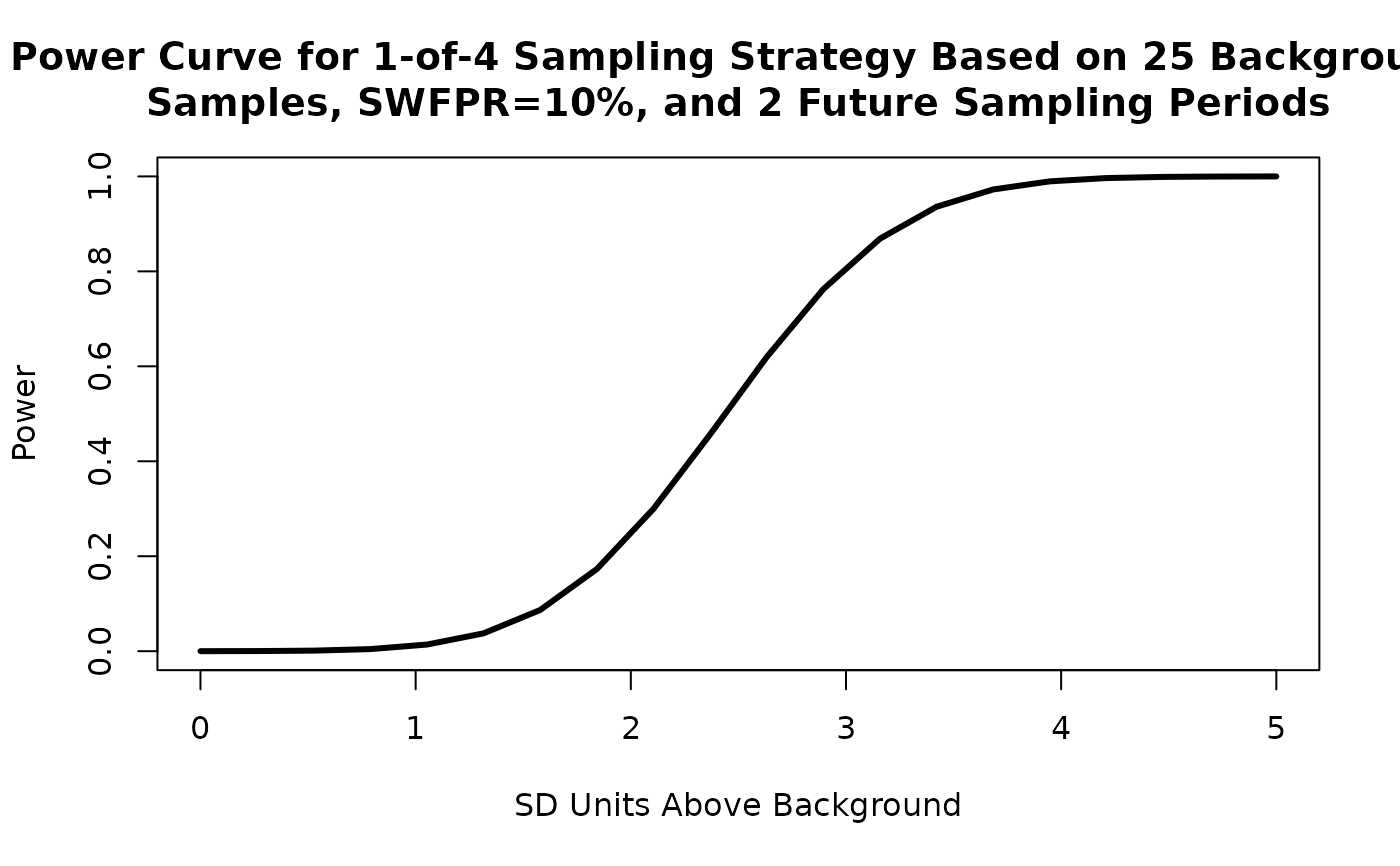 Power Curve for 1-of-4 Sampling Strategy Based on 25 Backgrou
Samples, SWFPR=10%, and 2 Future Sampling Periods
1.0
0.8
0.6
0.4
0.2
0.0
Power
0 1 2 3 4 5
SD Units Above Background